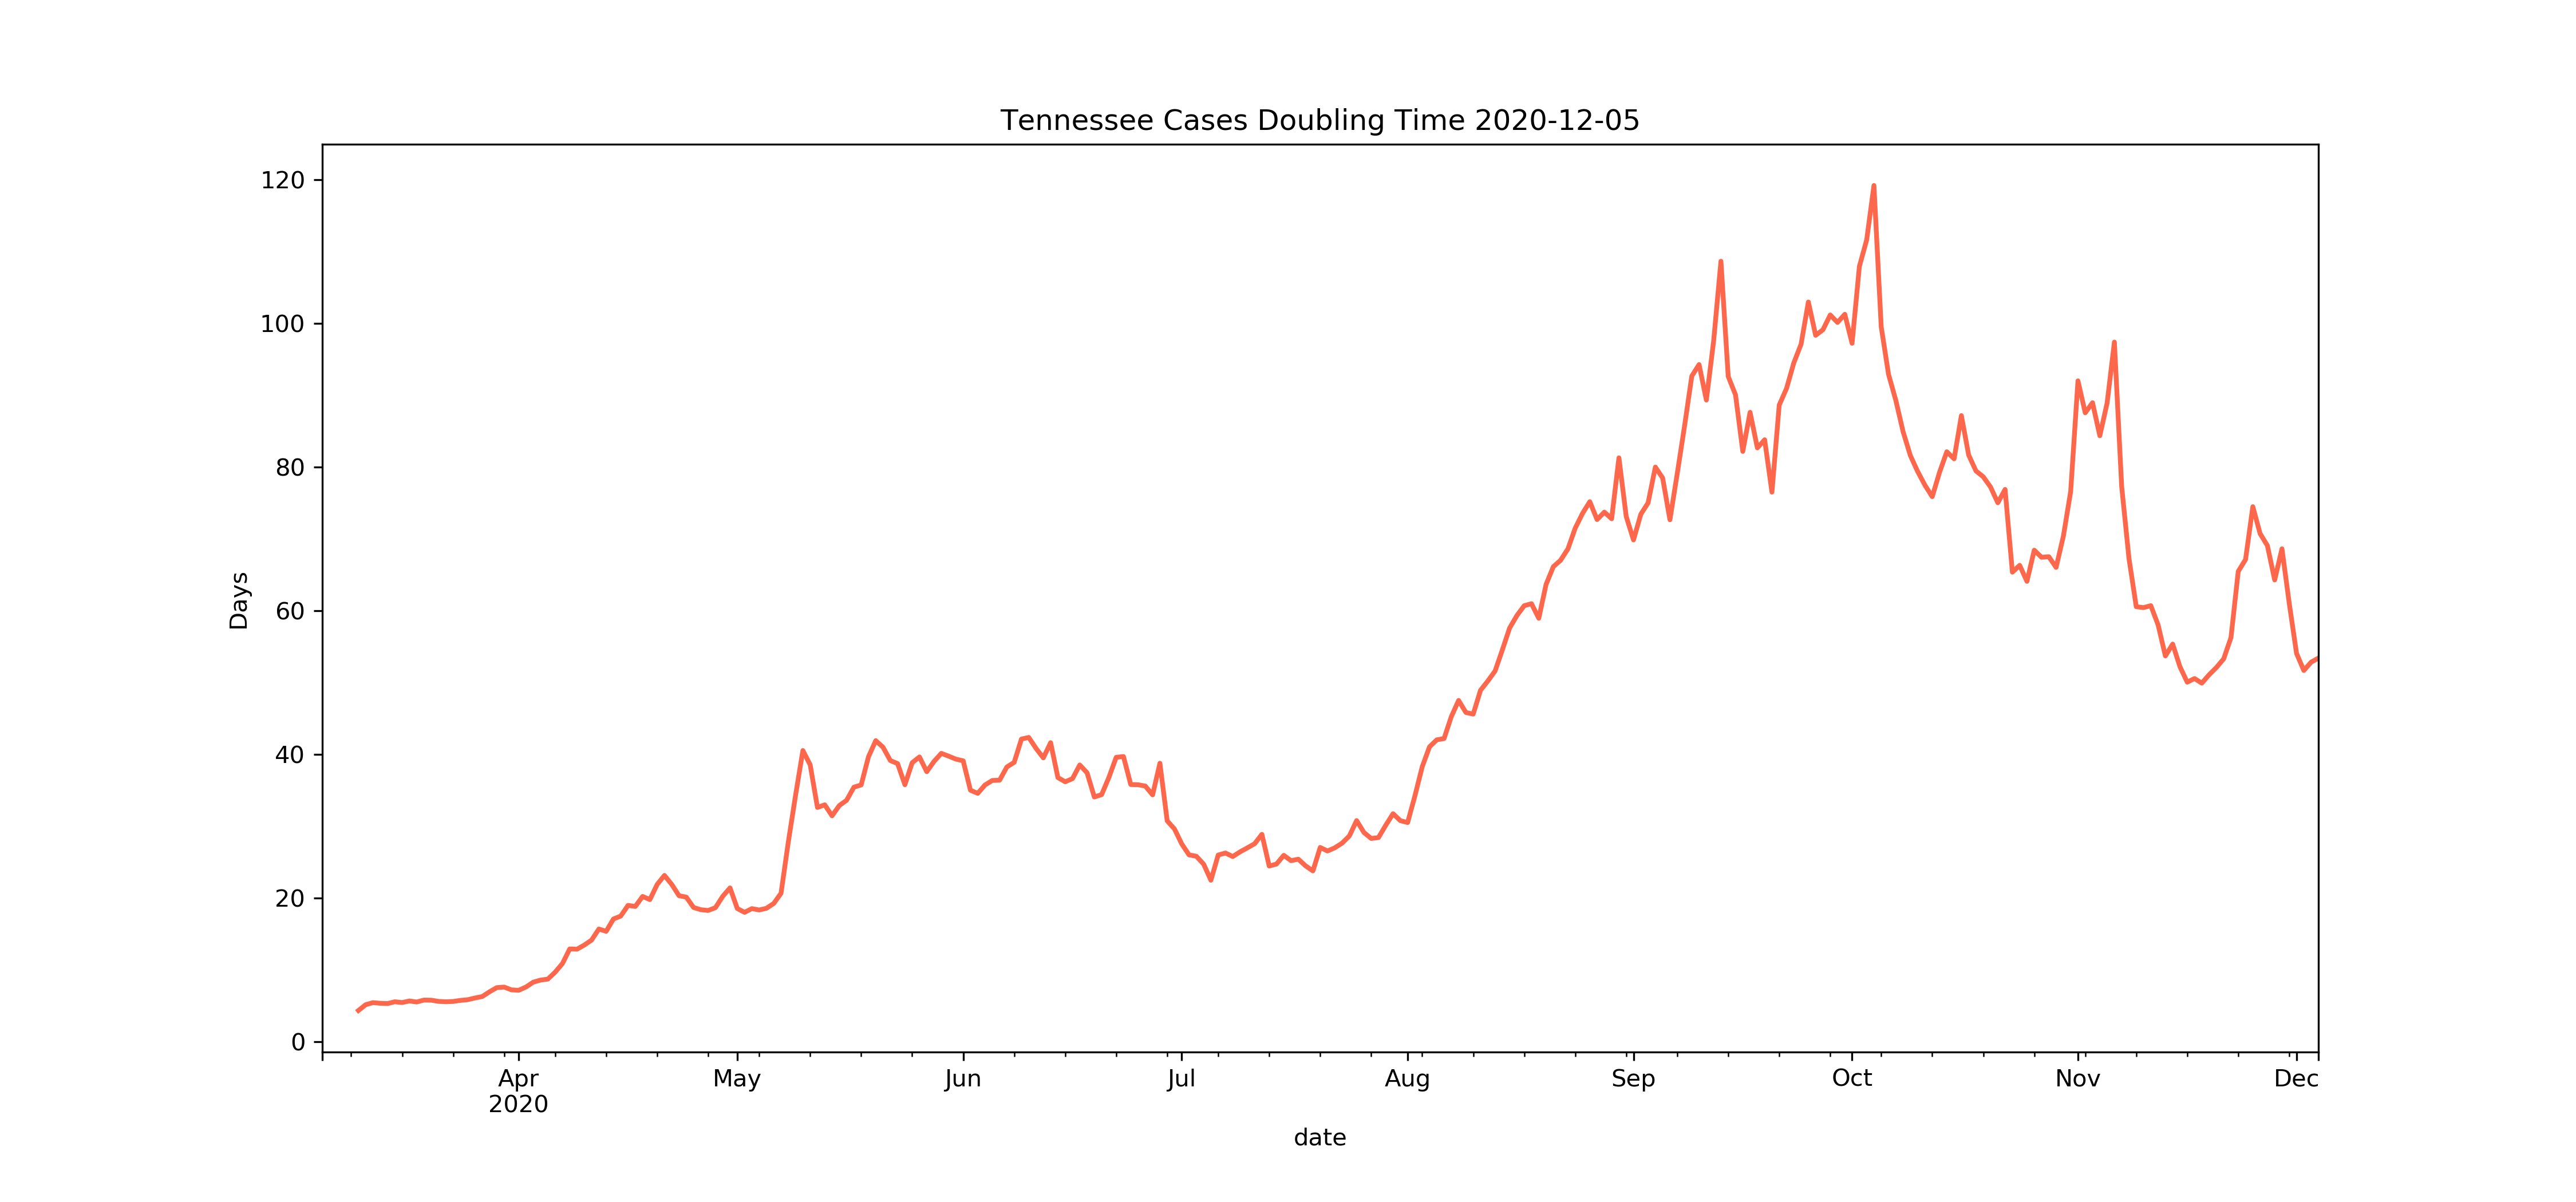 Tennessee Cases Doubling Time 2020-12-05
120
100
80
60
40
20
0
Days
Apr May Jun Jul Aug Sep Oct Nov Dec
2020
date